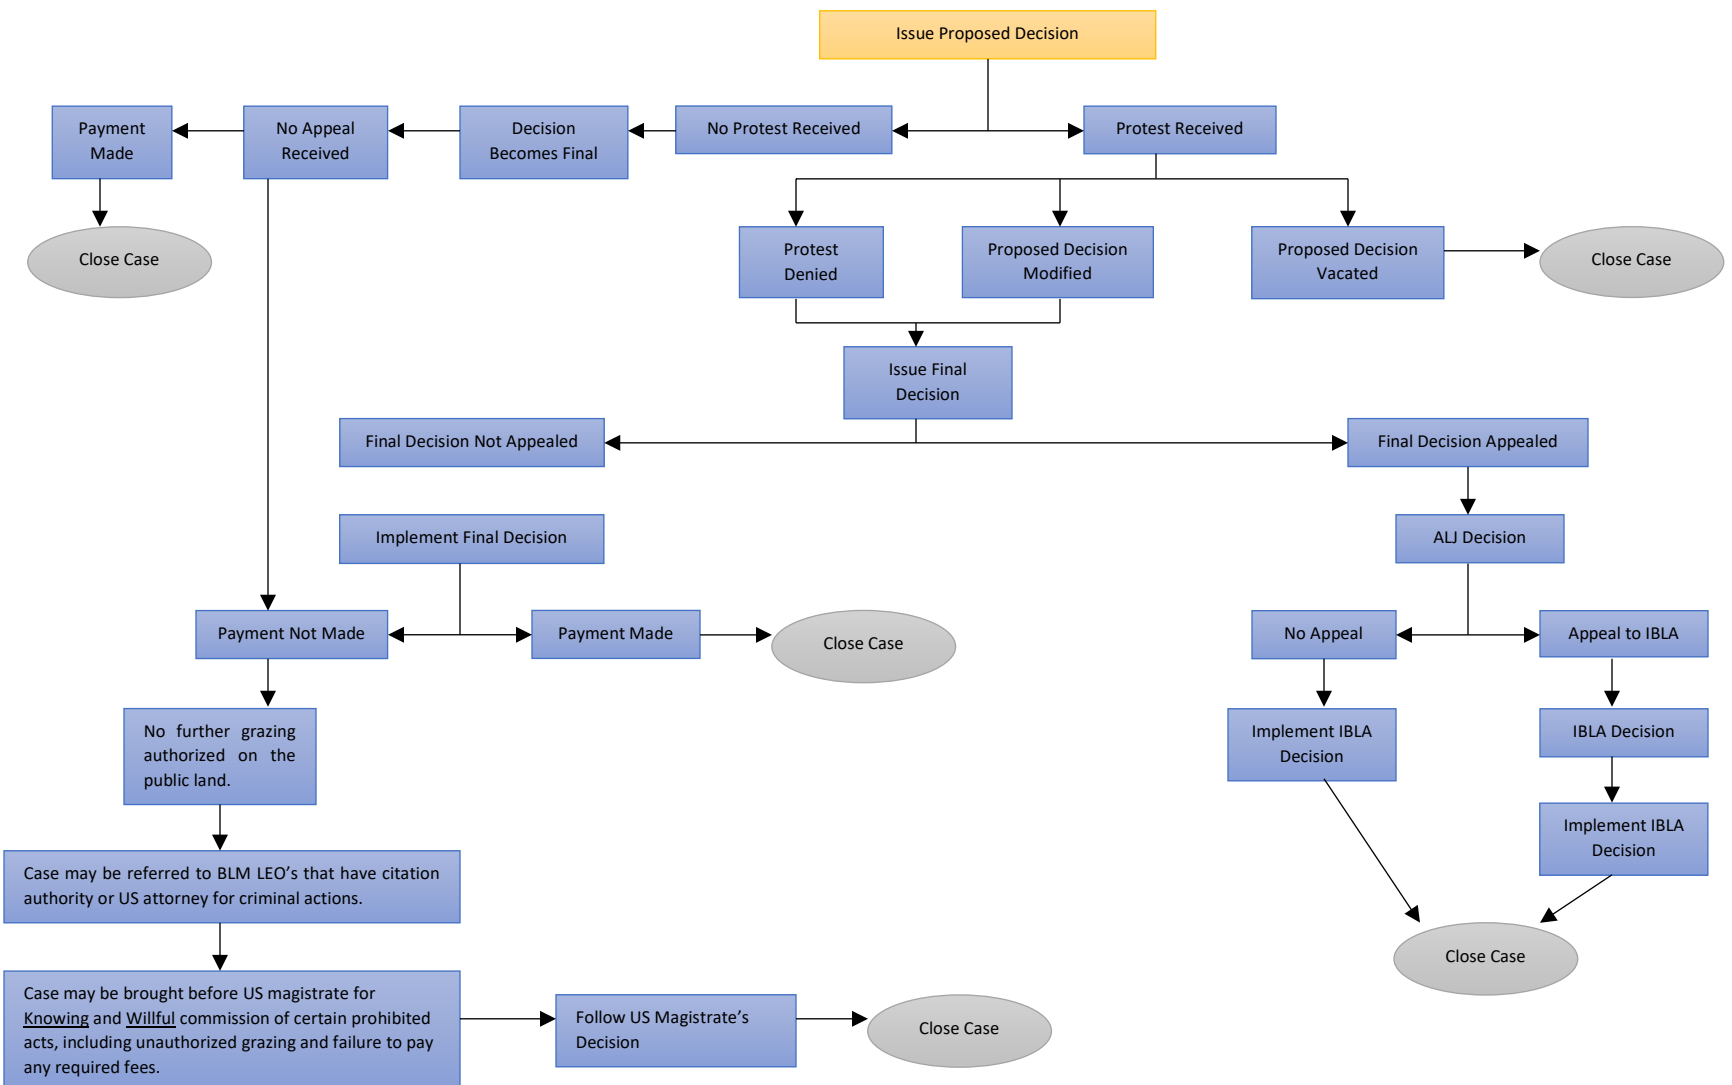 Issue Proposed Decision
Payment
Made
No Appeal
Received
Decision
Becomes Final
No Protest Received
Protest Received
Close Case
Protest
Denied
Proposed Decision
Modified
Proposed Decision
Vacated
Close Case
Issue Final
Decision
Final Decision Not Appealed
Final Decision Appealed
Implement Final Decision
ALJ Decision
Payment Not Made
Payment Made
Close Case
No Appeal
Appeal to IBLA
No further grazing
authorized on the
public land.
Implement IBLA
Decision
IBLA Decision
Implement IBLA
Decision
Case may be referred to BLM LEO’s that have citation
authority or US attorney for criminal actions.
Close Case
Case may be brought before US magistrate for
Knowing and Willful commission of certain prohibited
acts, including unauthorized grazing and failure to pay
any required fees.
Follow US Magistrate’s
Decision
Close Case